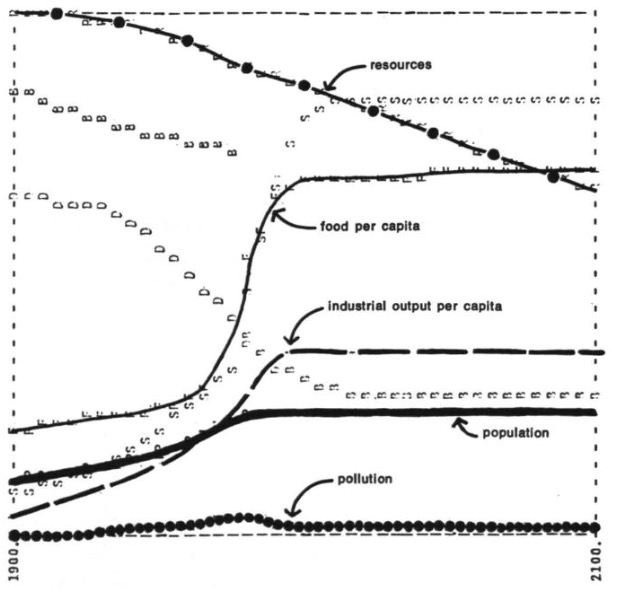 resources
food per capita
industrial output per capita
population
pollution
1900.
2100.